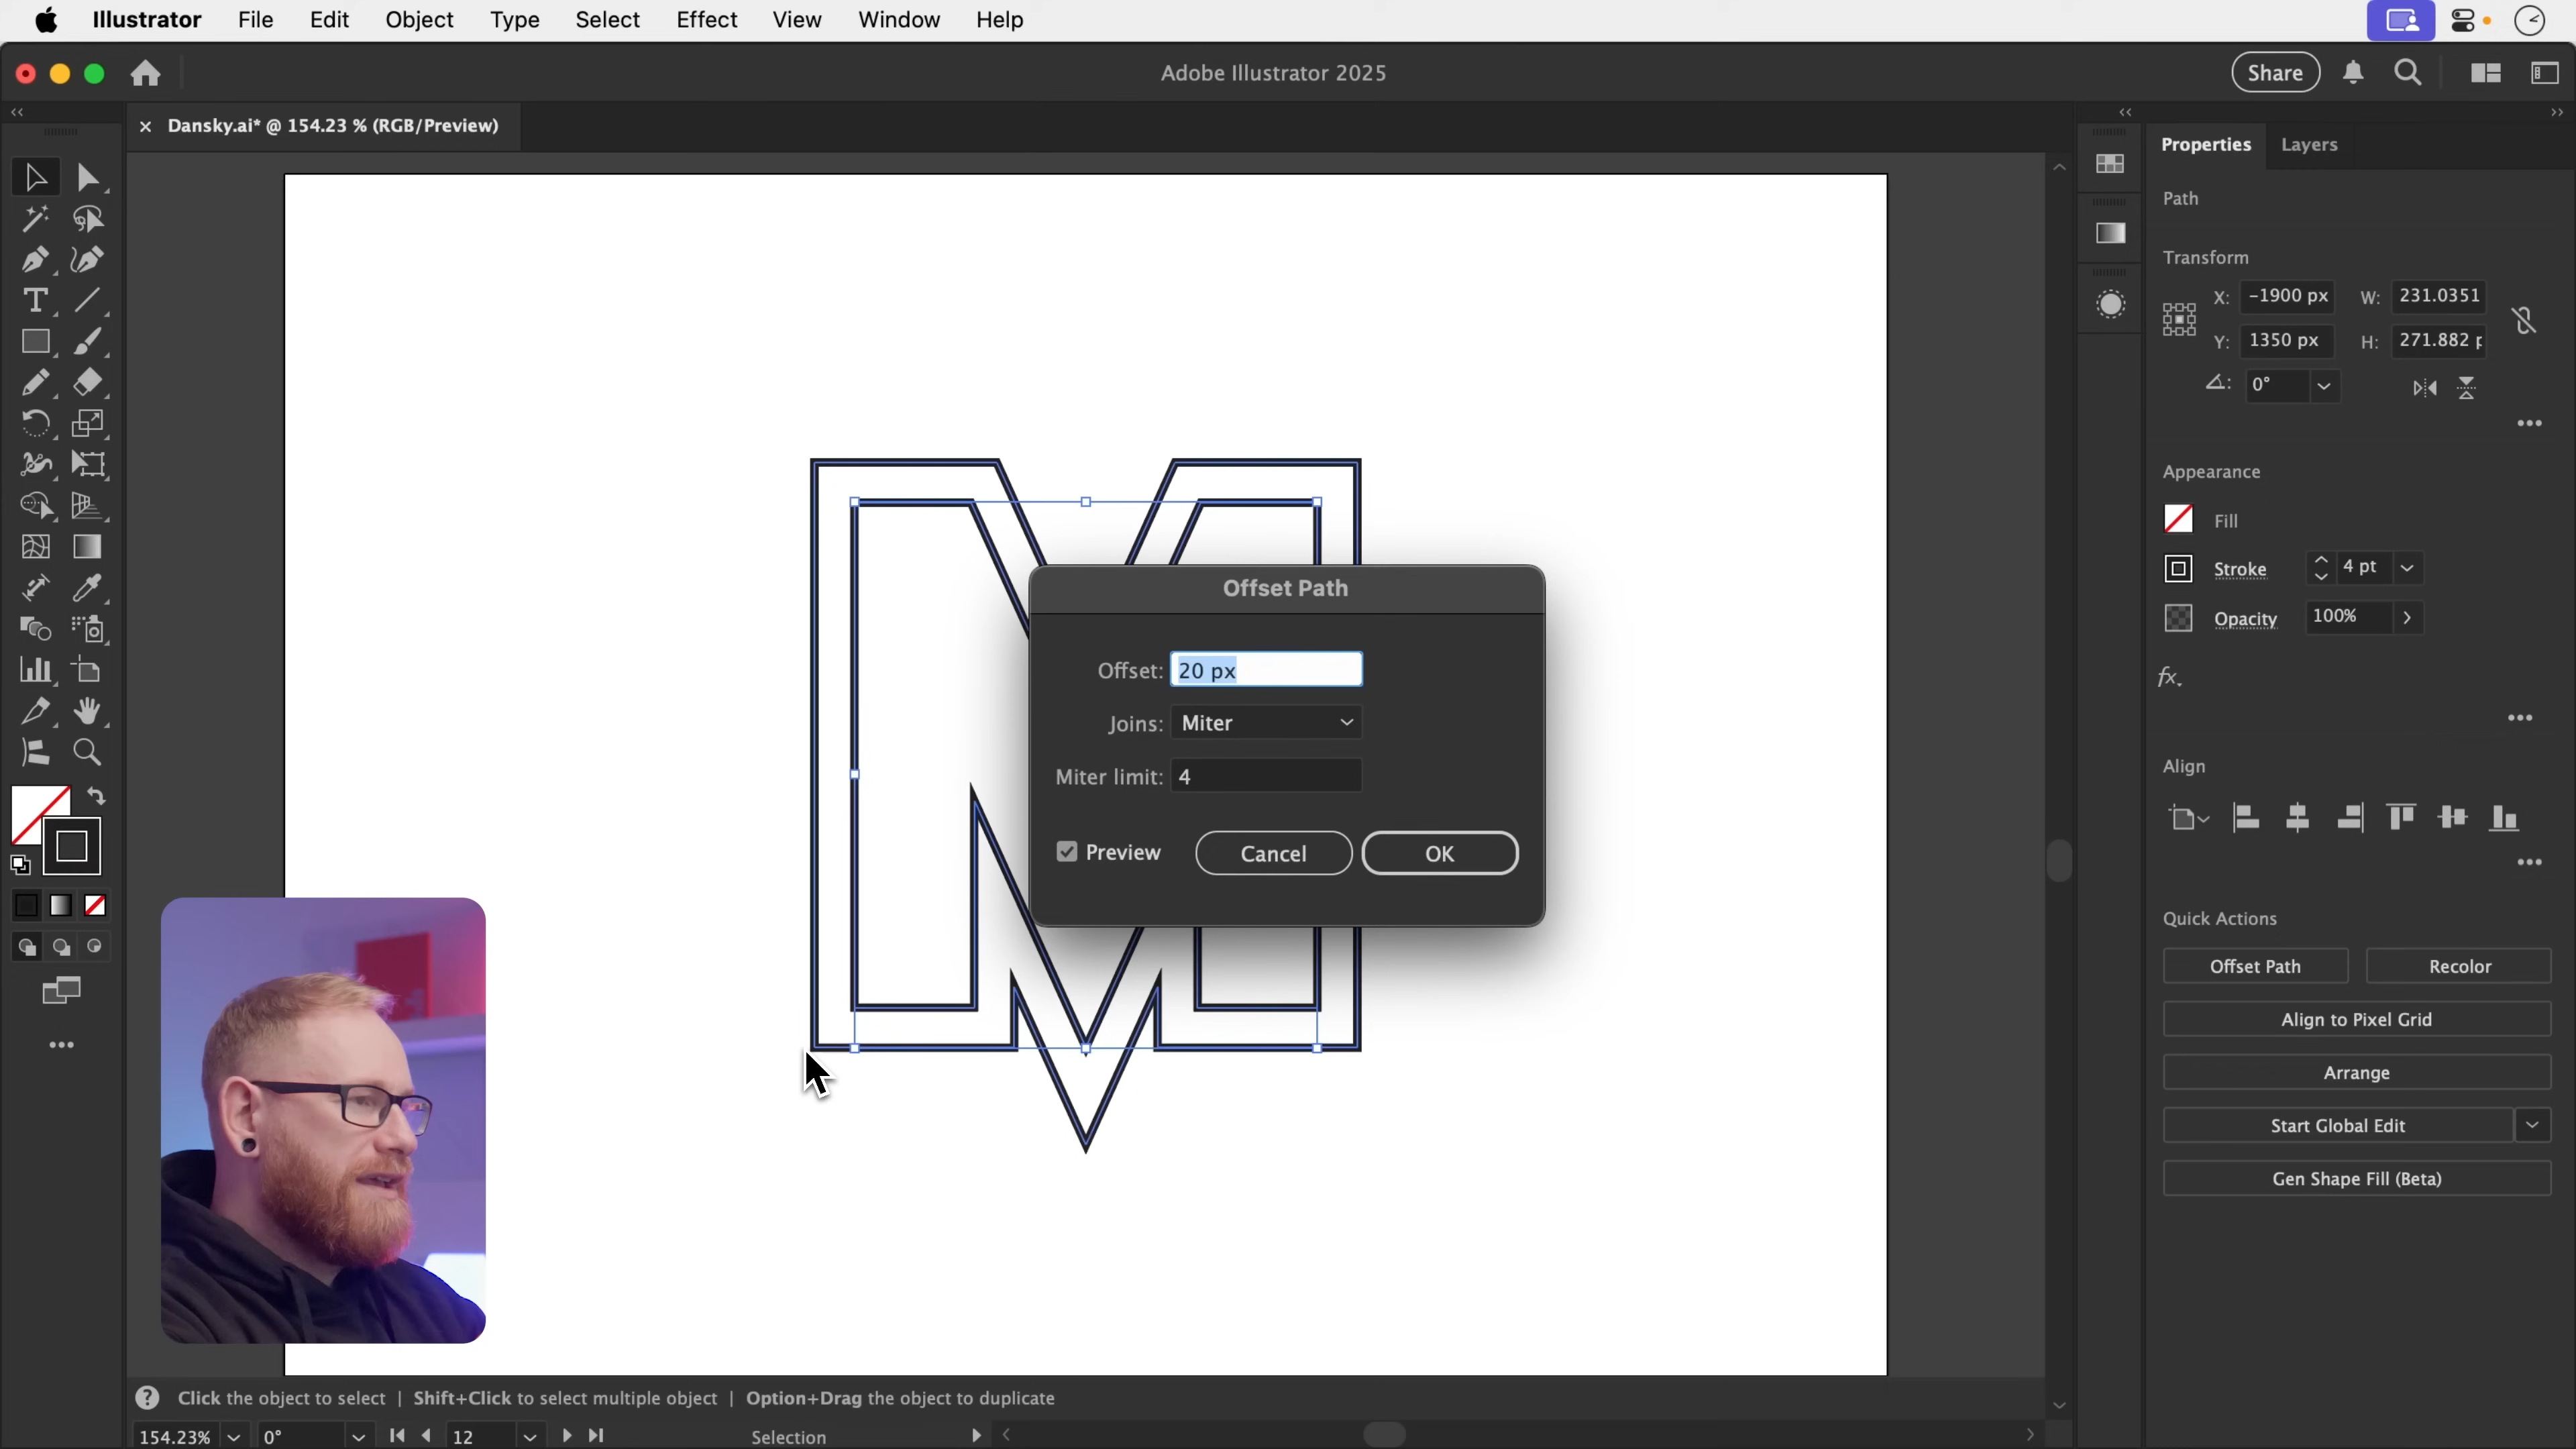 Illustrator File Edit Object Type Select Effect View Window Help
Adobe Illustrator 2025
Share
Dansky.ai* @ 154.23 % (RGB/Preview)
Properties Layers
Path
Transform
X: -1900 px W: 231.0351
Y: 1350 px H: 271.882 p
0°
Appearance
Fill
Stroke 4 pt
Opacity 100%
fx.
Align
Quick Actions
Offset Path Recolor
Align to Pixel Grid
Arrange
Start Global Edit
Gen Shape Fill (Beta)
Offset Path
Offset: 20 px
Joins: Miter
Miter limit: 4
Preview Cancel OK
Click the object to select | Shift+Click to select multiple object | Option+Drag the object to duplicate
154.23% 0° 12 Selection